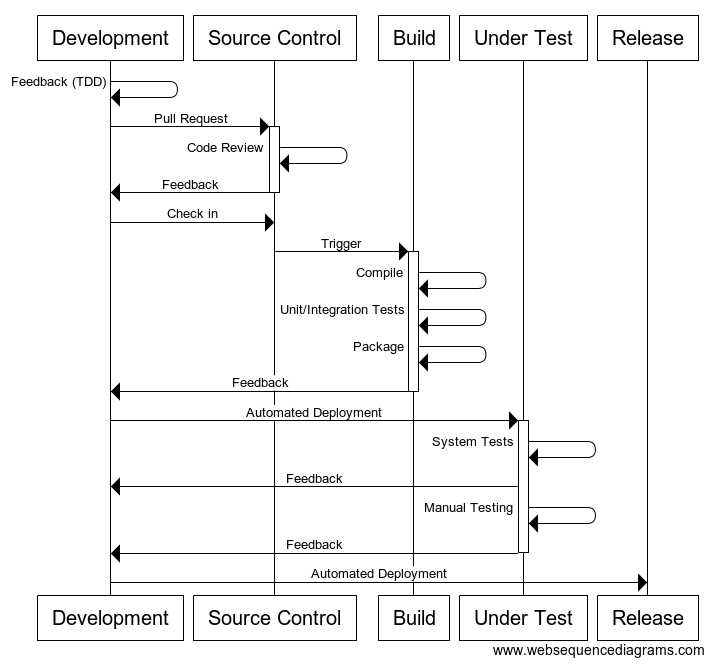 Development
Source Control
Build
Under Test
Release
Feedback (TDD)
Pull Request
Code Review
Feedback
Check in
Trigger
Compile
Unit/Integration Tests
Package
Feedback
Automated Deployment
System Tests
Feedback
Manual Testing
Feedback
Automated Deployment
Development
Source Control
Build
Under Test
Release
www.websequencediagrams.com